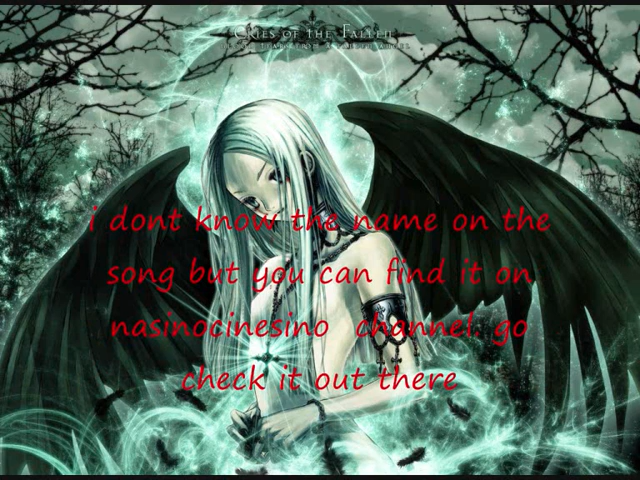 Cries of the Fallen
i dont know the name on the
song but you can find it on
nasinocinesino channel. go
check it out there